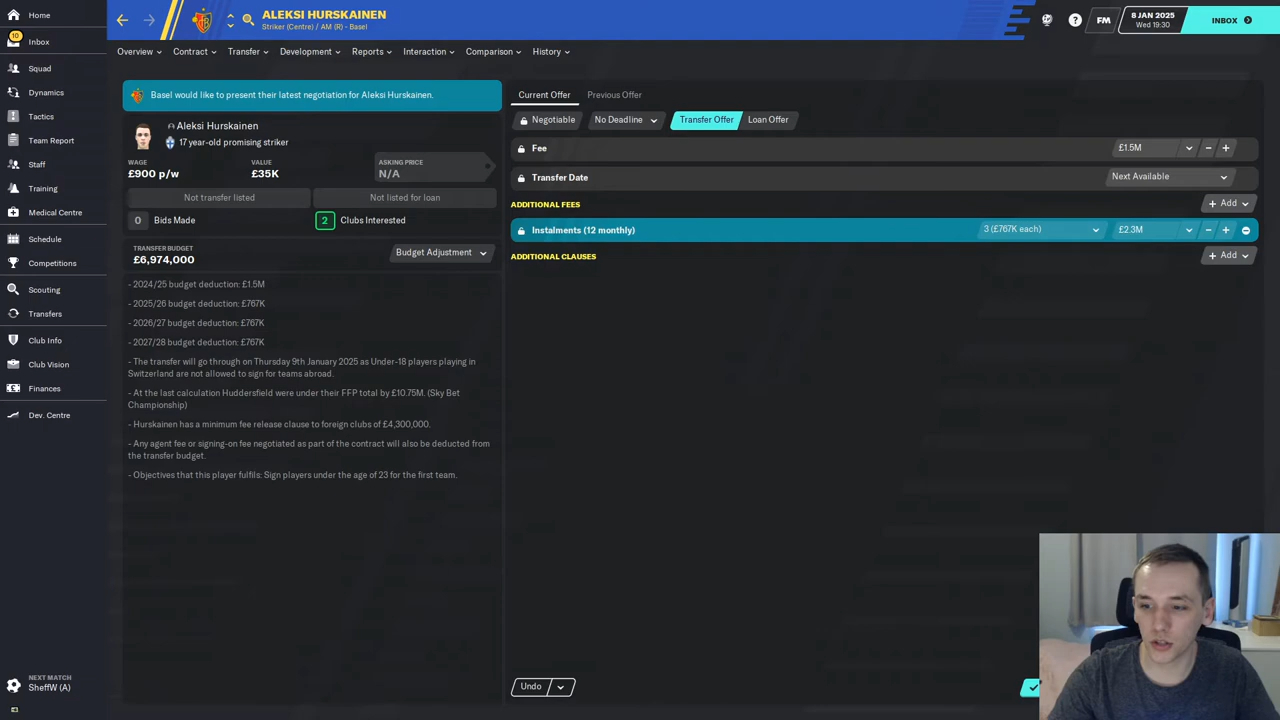 Home
10
Inbox
Squad
Dynamics
Tactics
Team Report
Staff
Training
Medical Centre
Schedule
Competitions
Scouting
Transfers
Club Info
Club Vision
Finances
Dev. Centre
NEXT MATCH
SheffW (A)
ALEKSI HURSKAINEN
Striker (Centre) / AM (R) - Basel
?
FM
8 JAN 2025
Wed 19:30
INBOX
Overview
Contract
Transfer
Development
Reports
Interaction
Comparison
History
Basel would like to present their latest negotiation for Aleksi Hurskainen.
Aleksi Hurskainen
17 year-old promising striker
WAGE
£900 p/w
VALUE
£35K
ASKING PRICE
N/A
Not transfer listed
Not listed for loan
0 Bids Made
2 Clubs Interested
TRANSFER BUDGET
£6,974,000
Budget Adjustment
- 2024/25 budget deduction: £1.5M
- 2025/26 budget deduction: £767K
- 2026/27 budget deduction: £767K
- 2027/28 budget deduction: £767K
- The transfer will go through on Thursday 9th January 2025 as Under-18 players playing in
Switzerland are not allowed to sign for teams abroad.
- At the last calculation Huddersfield were under their FFP total by £10.75M. (Sky Bet
Championship)
- Hurskainen has a minimum fee release clause to foreign clubs of £4,300,000.
- Any agent fee or signing-on fee negotiated as part of the contract will also be deducted from
the transfer budget.
- Objectives that this player fulfils: Sign players under the age of 23 for the first team.
Current Offer
Previous Offer
Negotiable
No Deadline
Transfer Offer
Loan Offer
Fee
£1.5M
Transfer Date
Next Available
ADDITIONAL FEES
Add
Instalments (12 monthly)
3 (£767K each)
£2.3M
ADDITIONAL CLAUSES
Add
Undo